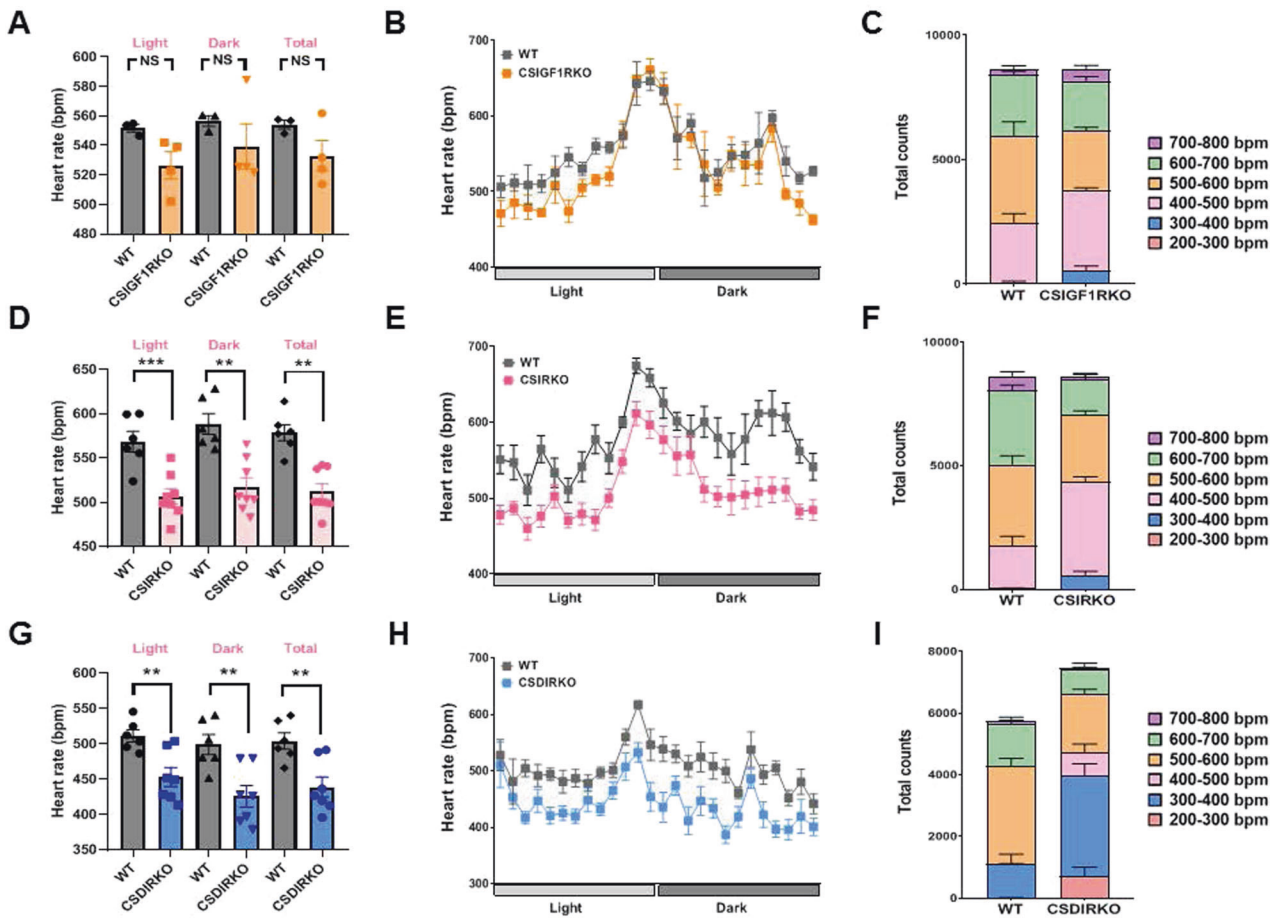 A
Light Dark Total
NS NS NS
600
580
560
540
520
500
480
Heart rate (bpm)
WT CSIGF1RKO WT CSIGF1RKO WT CSIGF1RKO
B
WT
CSIGF1RKO
700
600
500
400
Heart rate (bpm)
Light Dark
C
10000
5000
0
Total counts
WT CSIGF1RKO
700-800 bpm
600-700 bpm
500-600 bpm
400-500 bpm
300-400 bpm
200-300 bpm
D
Light Dark Total
*** ** **
650
600
550
500
450
Heart rate (bpm)
WT CSIRKO WT CSIRKO WT CSIRKO
E
WT
CSIRKO
700
600
500
400
Heart rate (bpm)
Light Dark
F
10000
5000
0
Total counts
WT CSIRKO
700-800 bpm
600-700 bpm
500-600 bpm
400-500 bpm
300-400 bpm
200-300 bpm
G
Light Dark Total
** ** **
600
550
500
450
400
350
Heart rate (bpm)
WT CSDIRKO WT CSDIRKO WT CSDIRKO
H
WT
CSDIRKO
700
600
500
400
300
Heart rate (bpm)
Light Dark
I
8000
6000
4000
2000
0
Total counts
WT CSDIRKO
700-800 bpm
600-700 bpm
500-600 bpm
400-500 bpm
300-400 bpm
200-300 bpm